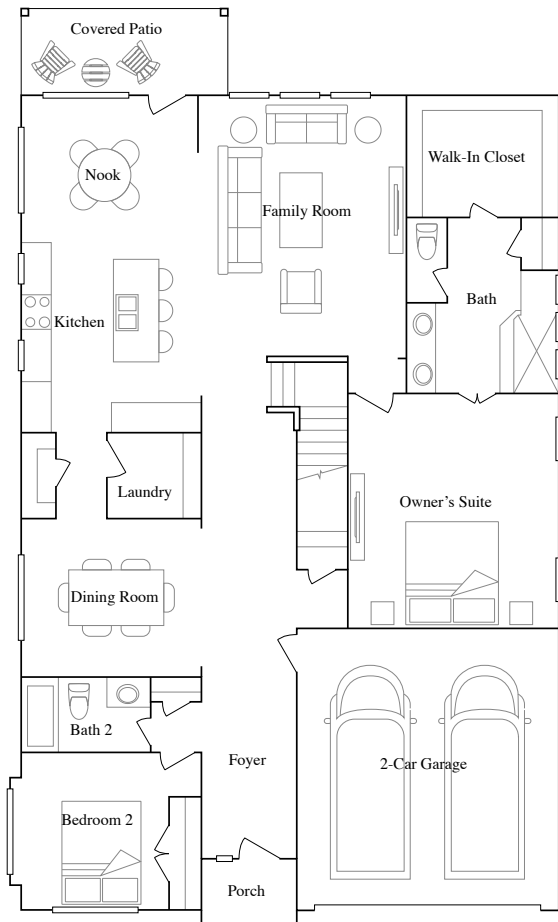 Covered Patio
Nook
Family Room
Walk-In Closet
Kitchen
Bath
Laundry
Owner's Suite
Dining Room
Bath 2
Foyer
2-Car Garage
Bedroom 2
Porch